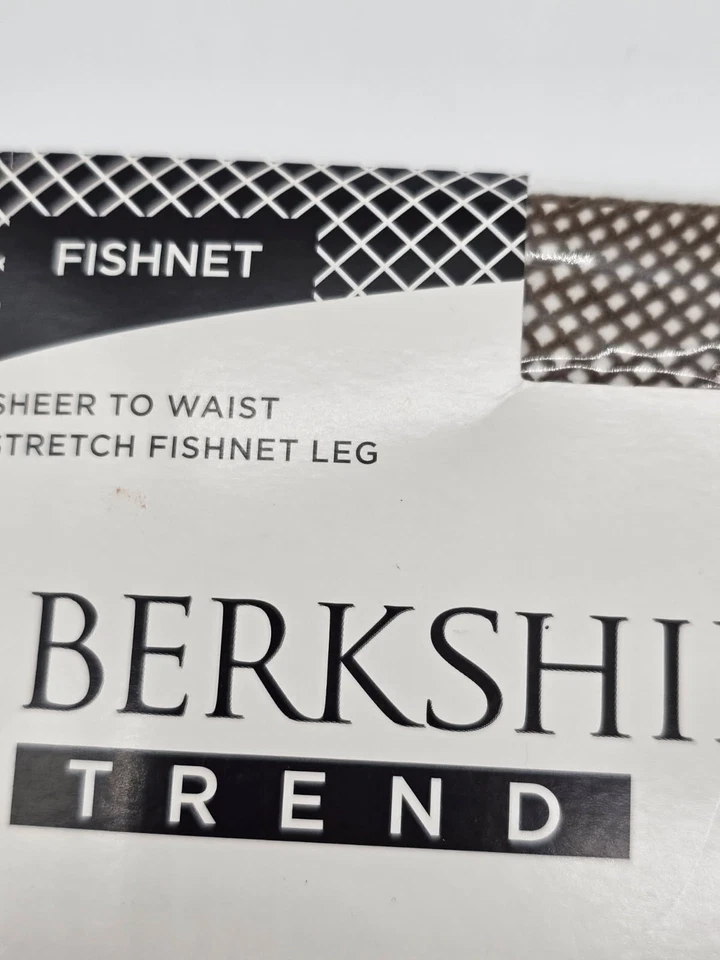 FISHNET
SHEER TO WAIST
STRETCH FISHNET LEG
BERKSHI
TREND